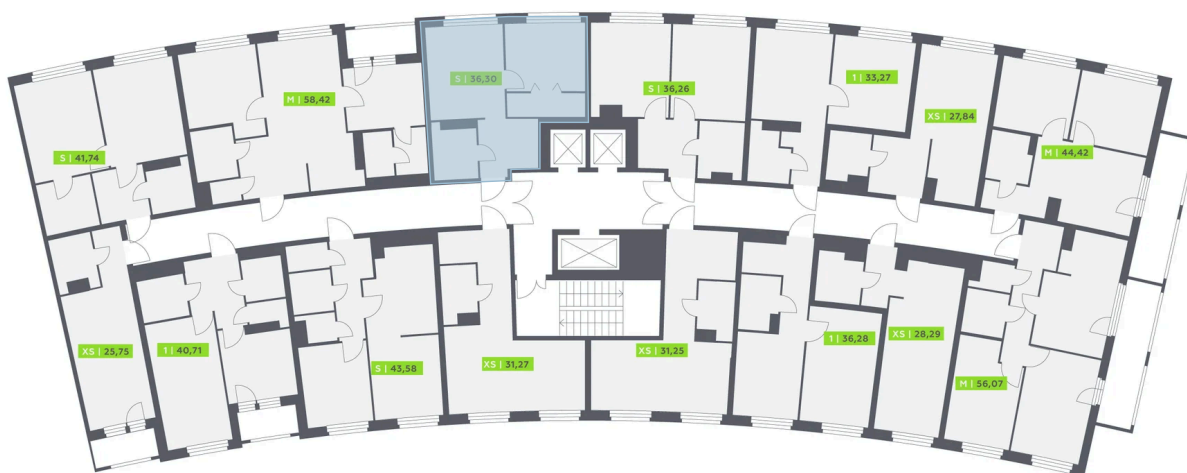 S | 36,30
S | 36,26
1 | 33,27
M | 58,42
XS | 27,84
S | 41,74
M | 44,42
XS | 25,75
1 | 40,71
S | 43,58
XS | 31,27
XS | 31,25
1 | 36,28
XS | 28,29
M | 56,07